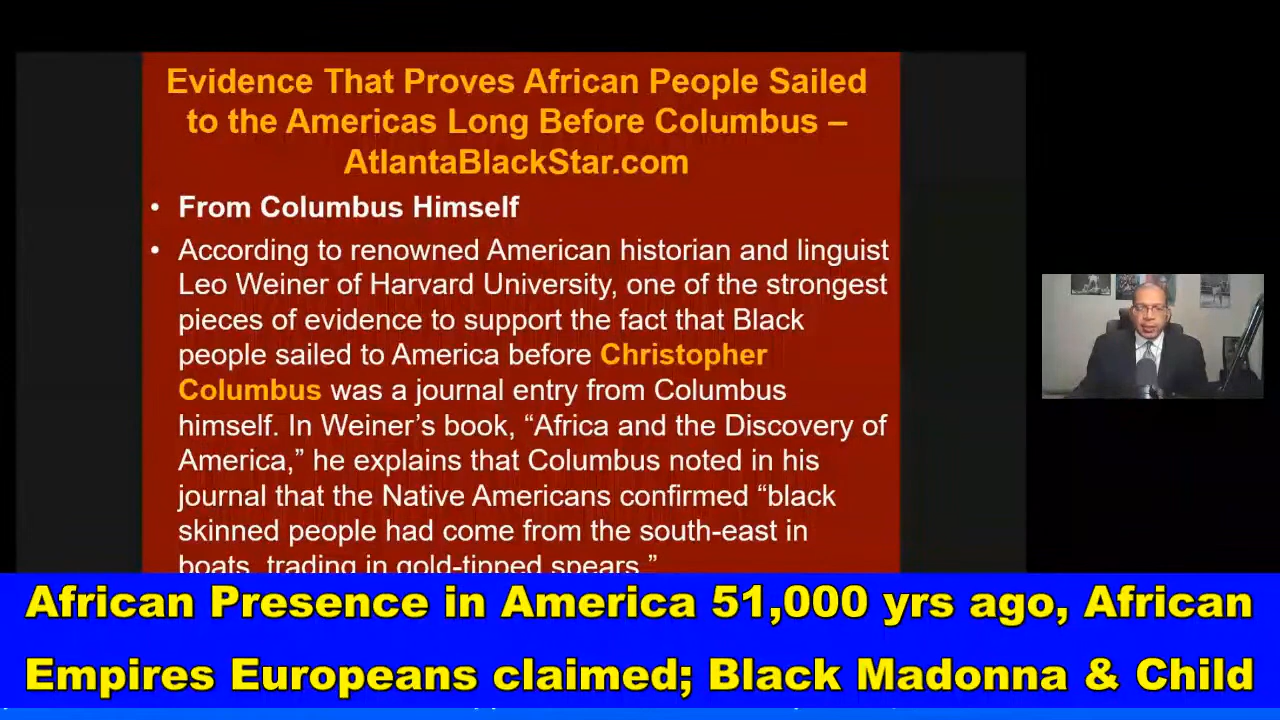 Evidence That Proves African People Sailed
to the Americas Long Before Columbus –
AtlantaBlackStar.com
• From Columbus Himself
• According to renowned American historian and linguist
Leo Weiner of Harvard University, one of the strongest
pieces of evidence to support the fact that Black
people sailed to America before Christopher
Columbus was a journal entry from Columbus
himself. In Weiner's book, “Africa and the Discovery of
America,” he explains that Columbus noted in his
journal that the Native Americans confirmed “black
skinned people had come from the south-east in
boats, trading in gold-tipped spears.”
African Presence in America 51,000 yrs ago, African
Empires Europeans claimed; Black Madonna & Child